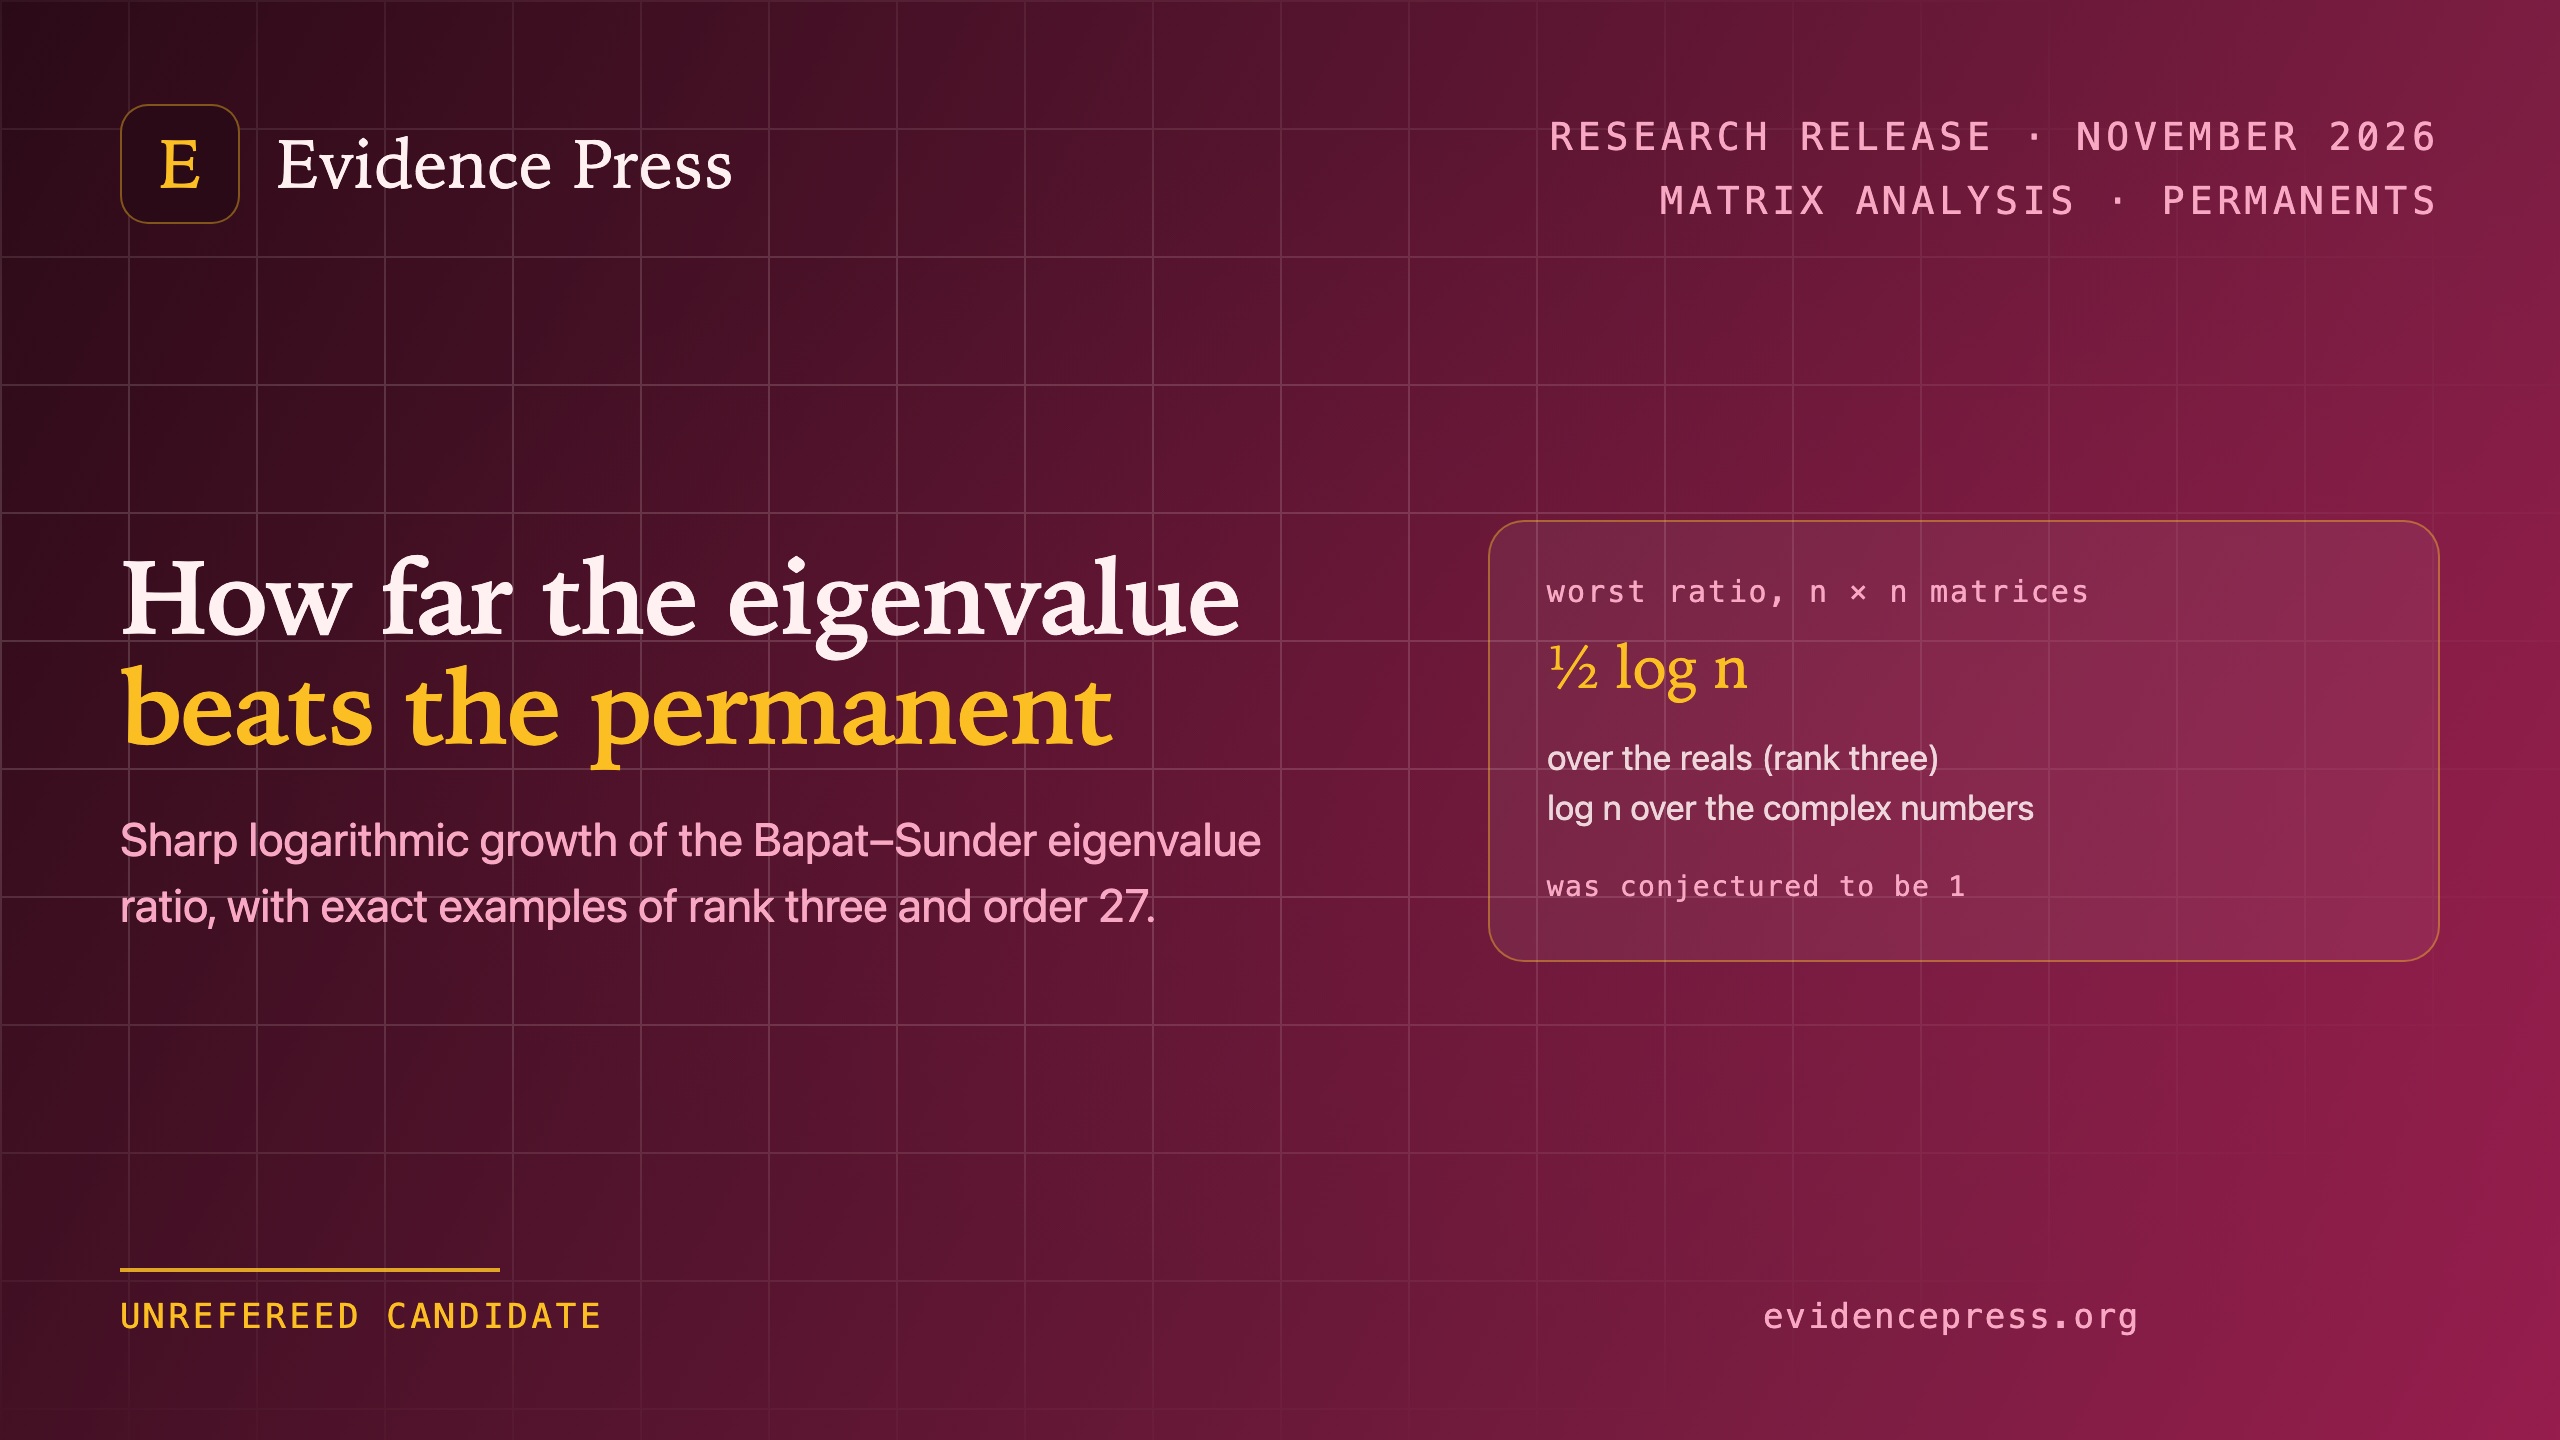 E
Evidence Press
RESEARCH RELEASE · NOVEMBER 2026
MATRIX ANALYSIS · PERMANENTS
How far the eigenvalue
beats the permanent
Sharp logarithmic growth of the Bapat–Sunder eigenvalue
ratio, with exact examples of rank three and order 27.
worst ratio, n × n matrices
½ log n
over the reals (rank three)
log n over the complex numbers
was conjectured to be 1
UNREFEREED CANDIDATE
evidencepress.org